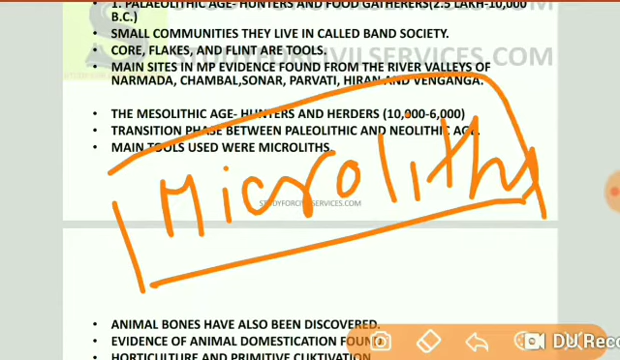 1. PALAEOLITHIC AGE- HUNTERS AND FOOD GATHERERS(2.5 LAKH-10,000
B.C.)
SMALL COMMUNITIES THEY LIVE IN CALLED BAND SOCIETY.
STUDYFORCIVILSERVICES.COM
CORE, FLAKES, AND FLINT ARE TOOLS.
MAIN SITES IN MP EVIDENCE FOUND FROM THE RIVER VALLEYS OF
NARMADA, CHAMBAL,SONAR, PARVATI, HIRAN AND VENGANGA.
THE MESOLITHIC AGE- HUNTERS AND HERDERS (10,900-6,000)
TRANSITION PHASE BETWEEN PALEOLITHIC AND NEOLITHIC AGE.
MAIN TOOLS USED WERE MICROLITHS.
Microliths
STUDYFORCIVILSERVICES.COM
ANIMAL BONES HAVE ALSO BEEN DISCOVERED.
EVIDENCE OF ANIMAL DOMESTICATION FOUND
DU Reco
HORTICULTURE AND PRIMITIVE CULTIVATION